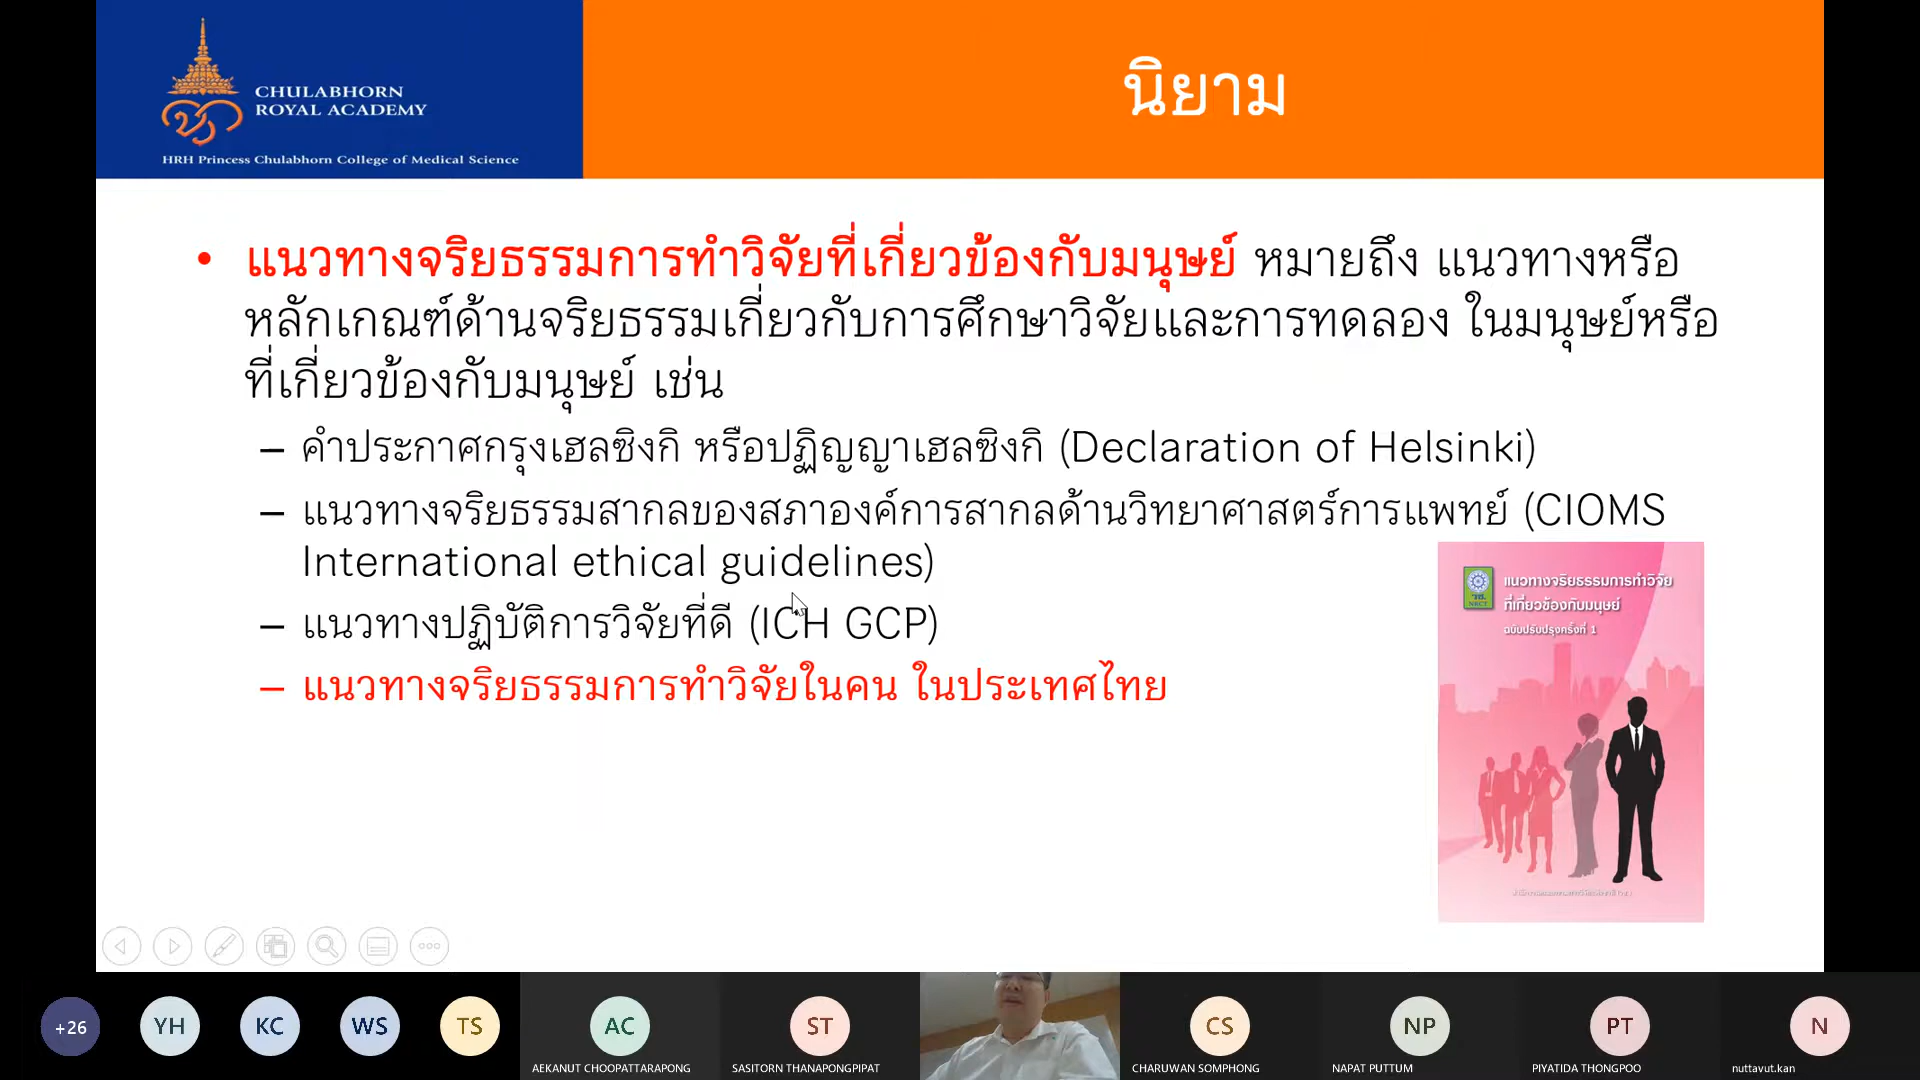 CHULABHORN
ROYAL ACADEMY
HRH Princess Chulabhorn College of Medical Science
นิยาม
• แนวทางจริยธรรมการทำวิจัยที่เกี่ยวข้องกับมนุษย์ หมายถึง แนวทางหรือ
หลักเกณฑ์ด้านจริยธรรมเกี่ยวกับการศึกษาวิจัยและการทดลอง ในมนุษย์หรือ
ที่เกี่ยวข้องกับมนุษย์ เช่น
– คำประกาศกรุงเฮลซิงกิ หรือปฏิญญาเฮลซิงกิ (Declaration of Helsinki)
– แนวทางจริยธรรมสากลของสภาองค์การสากลด้านวิทยาศาสตร์การแพทย์ (CIOMS
International ethical guidelines)
– แนวทางปฏิบัติการวิจัยที่ดี (ICH GCP)
– แนวทางจริยธรรมการทำวิจัยในคน ในประเทศไทย
วช.
NRCT
แนวทางจริยธรรมการทำวิจัย
ที่เกี่ยวข้องกับมนุษย์
ฉบับปรับปรุงครั้งที่ 1
+26
YH
KC
WS
TS
AC
ST
CS
NP
PT
N
AEKANUT CHOOPATTARAPONG
SASITORN THANAPONGPIPAT
CHARUWAN SOMPHONG
NAPAT PUTTUM
PIYATIDA THONGPOO
nuttavut.kan